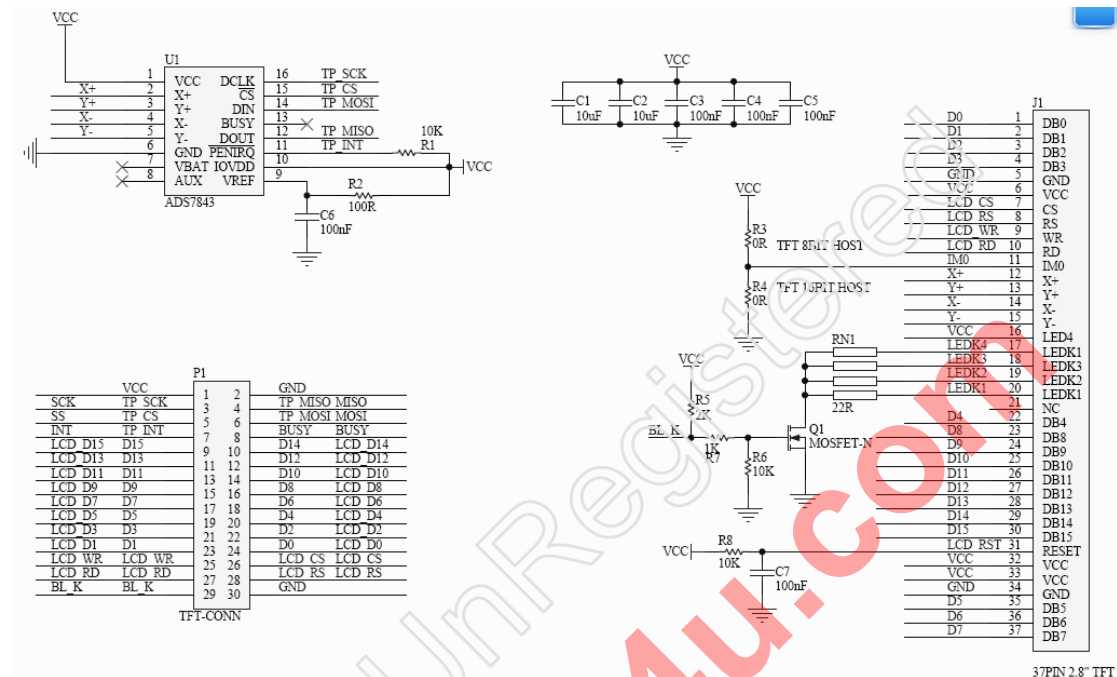 VCC
U1
1 VCC DCLK 16 TP_SCK
X+ 2 X+ CS 15 TP_CS
Y+ 3 Y+ DIN 14 TP_MOSI
X- 4 X- BUSY 13
Y- 5 Y- DOUT 12 TP_MISO
6 GND PENIRQ 11 TP_INT
7 VBAT IOVDD 10
8 AUX VREF 9
ADS7843
10K
R1
VCC
R2
100R
C6
100nF
VCC
C1
10uF
C2
10uF
C3
100nF
C4
100nF
C5
100nF
VCC
R3
0R
TFT 8BIT HOST
R4
0R
TFT 16BIT HOST
RN1
22R
VCC
R5
2K
BL_K
1K
R7
R6
10K
Q1
MOSFET-N
VCC
R8
10K
C7
100nF
J1
D0 1 DB0
D1 2 DB1
D2 3 DB2
D3 4 DB3
GND 5 GND
VCC 6 VCC
LCD_CS 7 CS
LCD_RS 8 RS
LCD_WR 9 WR
LCD_RD 10 RD
IM0 11 IM0
X+ 12 X+
Y+ 13 Y+
X- 14 X-
Y- 15 Y-
VCC 16 LED4
LEDK4 17 LEDK1
LEDK3 18 LEDK3
LEDK2 19 LEDK2
LEDK1 20 LEDK1
21 NC
D4 22 DB4
D8 23 DB8
D9 24 DB9
D10 25 DB10
D11 26 DB11
D12 27 DB12
D13 28 DB13
D14 29 DB14
D15 30 DB15
LCD_RST 31 RESET
VCC 32 VCC
VCC 33 VCC
GND 34 GND
D5 35 DB5
D6 36 DB6
D7 37 DB7
37PIN 2.8" TFT
P1
VCC 1 2 GND
SCK TP_SCK 3 4 TP_MISO MISO
SS TP_CS 5 6 TP_MOSI MOSI
INT TP_INT 7 8 BUSY BUSY
LCD_D15 D15 9 10 D14 LCD_D14
LCD_D13 D13 11 12 D12 LCD_D12
LCD_D11 D11 13 14 D10 LCD_D10
LCD_D9 D9 15 16 D8 LCD_D8
LCD_D7 D7 17 18 D6 LCD_D6
LCD_D5 D5 19 20 D4 LCD_D4
LCD_D3 D3 21 22 D2 LCD_D2
LCD_D1 D1 23 24 D0 LCD_D0
LCD_WR LCD_WR 25 26 LCD_CS LCD_CS
LCD_RD LCD_RD 27 28 LCD_RS LCD_RS
BL_K BL_K 29 30 GND
TFT-CONN
UnRegistered
4u.com